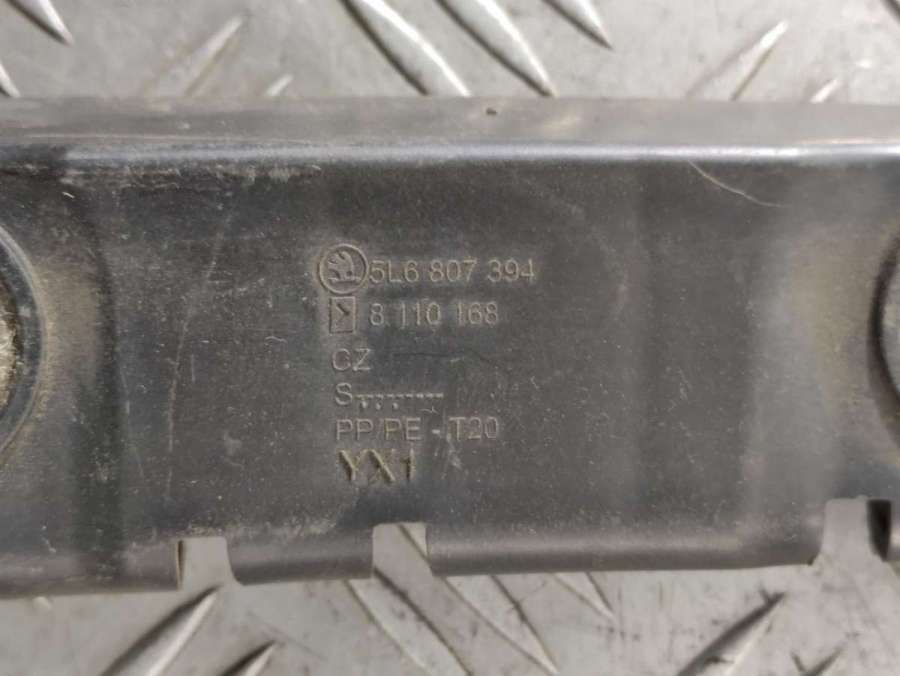 5L6 807 394
8 110 168
CZ
S
PP/PE - T20
YX1